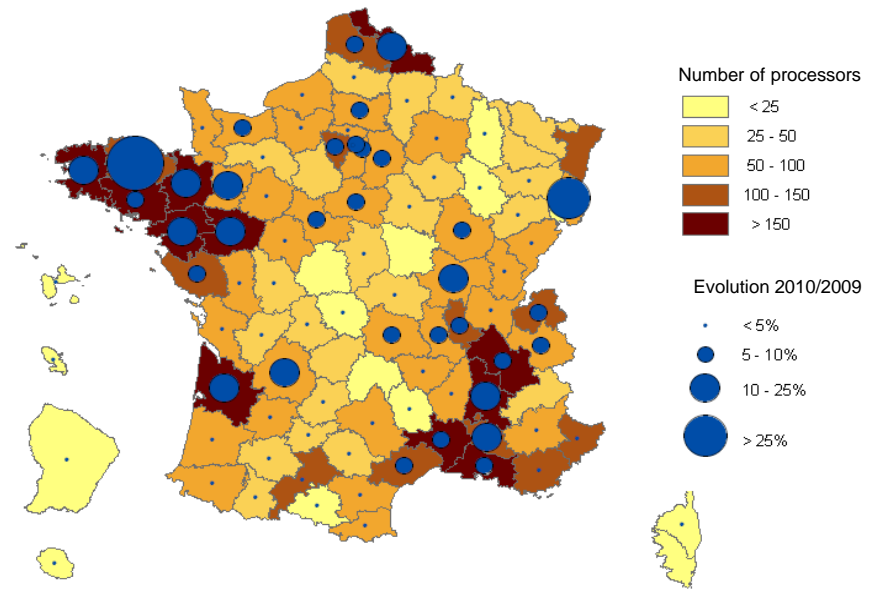 Number of processors
< 25
25 - 50
50 - 100
100 - 150
> 150
Evolution 2010/2009
< 5%
5 - 10%
10 - 25%
> 25%